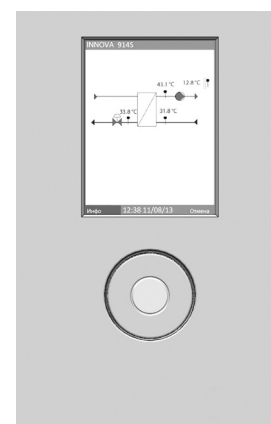 INNOVA 9145
43.1 °C
12.8°C
33.8 °C
31.8 °C
Инфо 12:38 11/08/13 Отмена